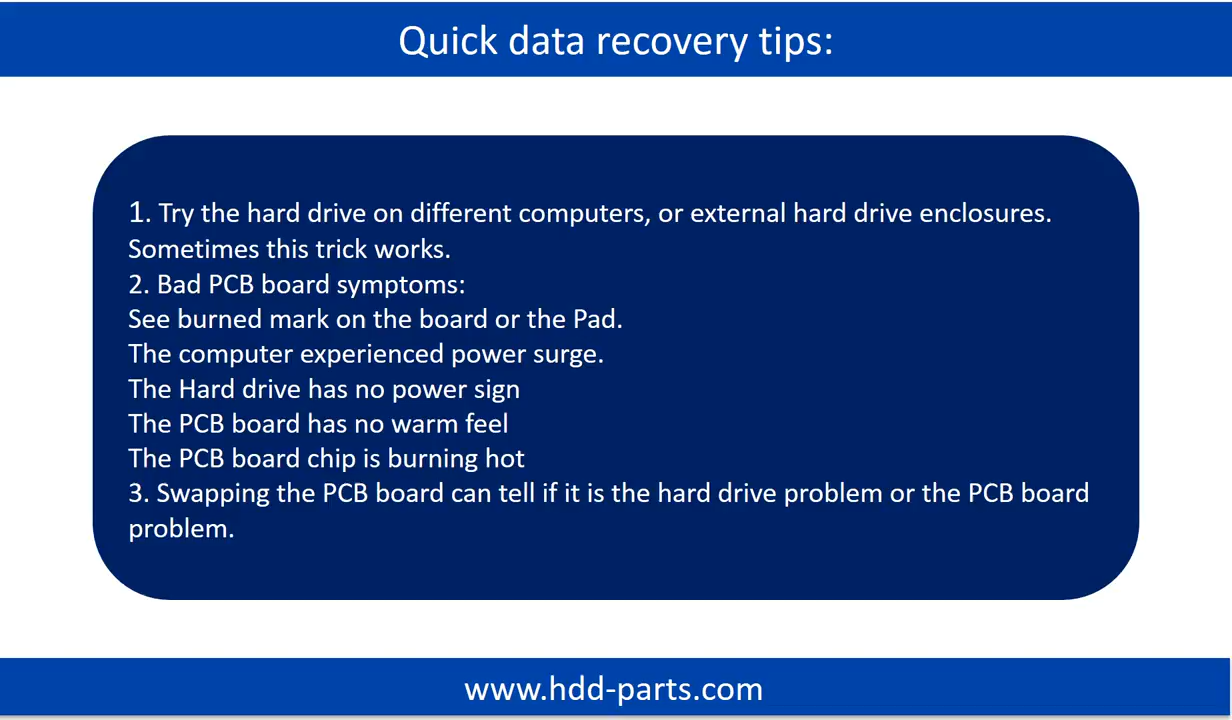 Quick data recovery tips:
1. Try the hard drive on different computers, or external hard drive enclosures.
Sometimes this trick works.
2. Bad PCB board symptoms:
See burned mark on the board or the Pad.
The computer experienced power surge.
The Hard drive has no power sign
The PCB board has no warm feel
The PCB board chip is burning hot
3. Swapping the PCB board can tell if it is the hard drive problem or the PCB board
problem.
www.hdd-parts.com